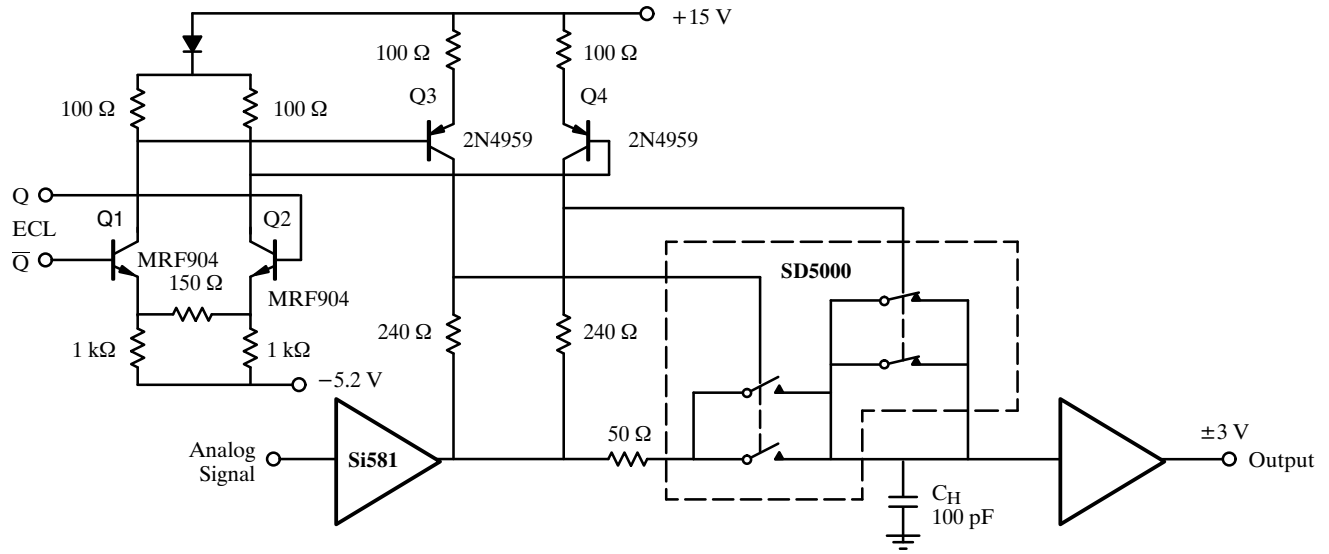 +15 V
100 Ω
100 Ω
Q3
Q4
100 Ω
100 Ω
2N4959
2N4959
Q
Q1
Q2
ECL
Q̅
MRF904
150 Ω
MRF904
SD5000
240 Ω
240 Ω
1 kΩ
1 kΩ
−5.2 V
50 Ω
Analog
Signal
Si581
±3 V
Output
CH
100 pF